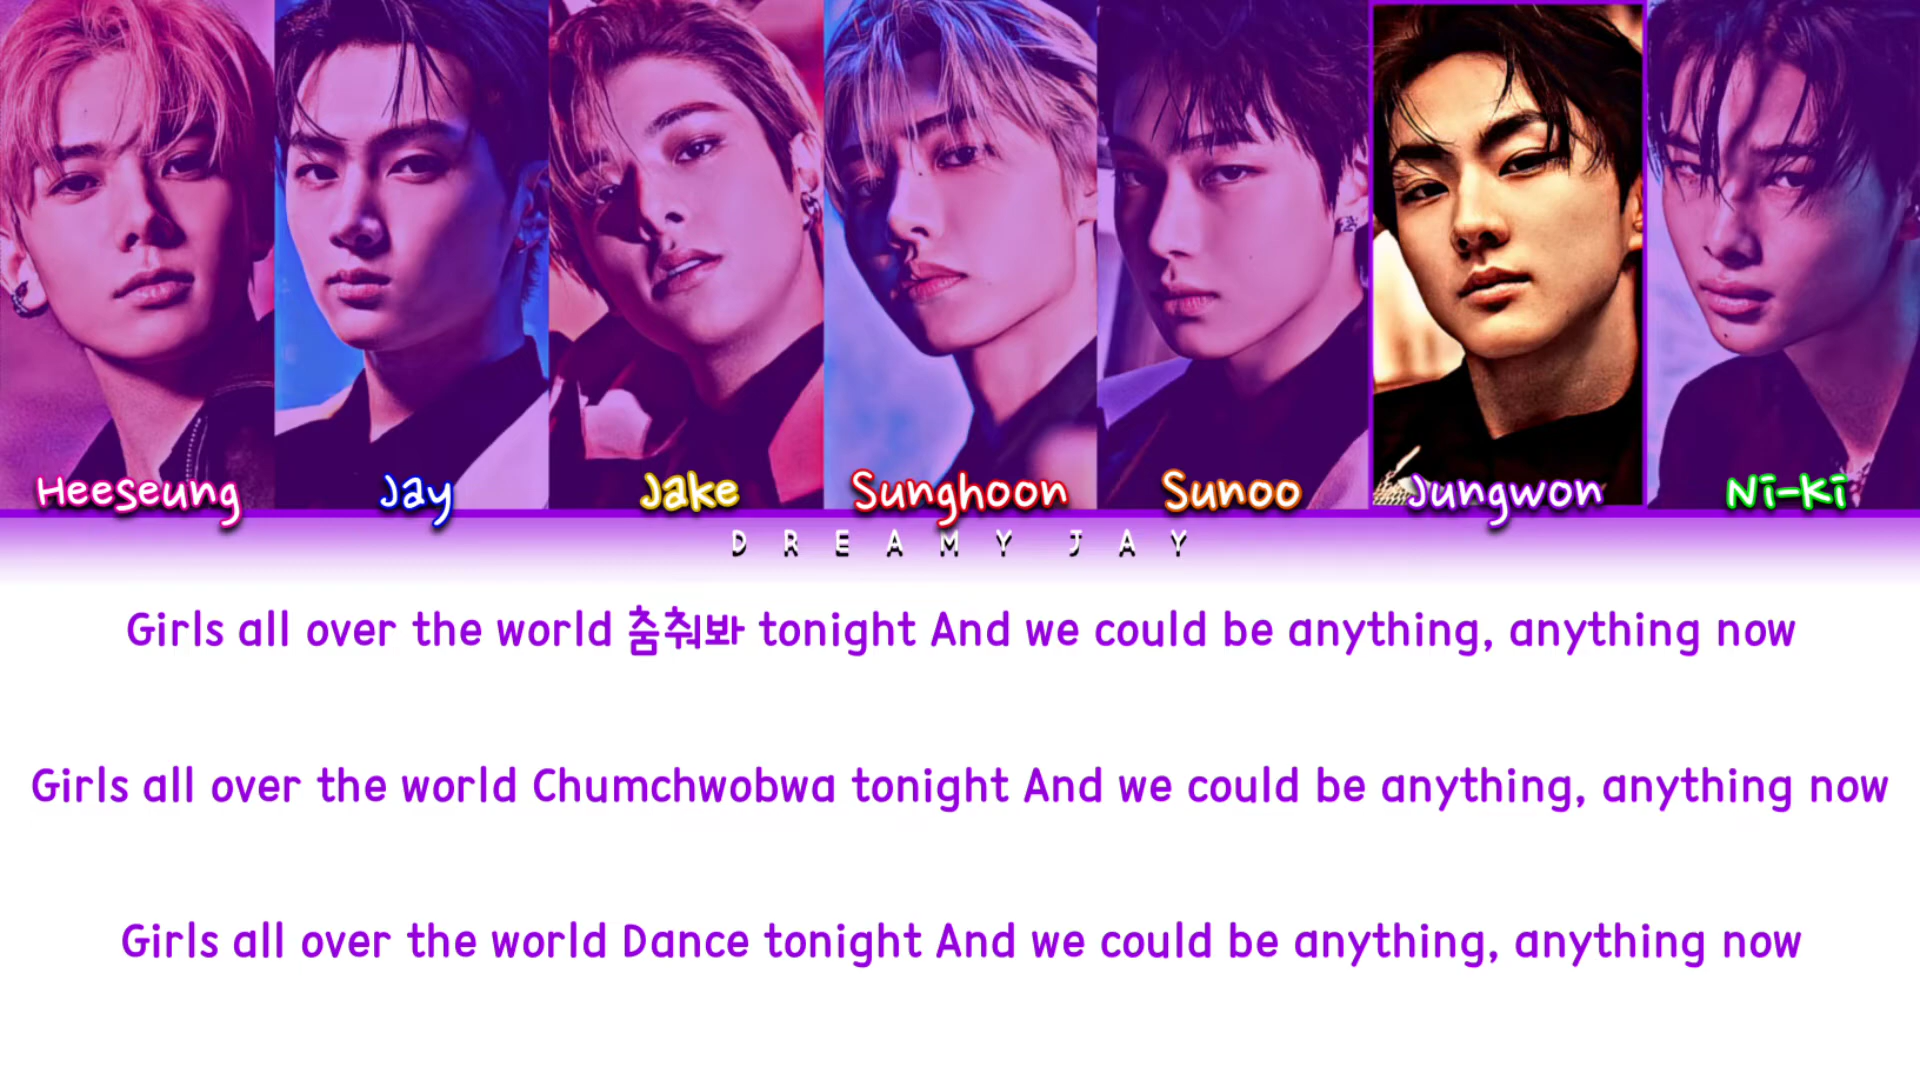 Heeseung Jay Jake Sunghoon Sunoo Jungwon Ni-Ki
DREAMY JAY
Girls all over the world 춤춰봐 tonight And we could be anything, anything now
Girls all over the world Chumchwobwa tonight And we could be anything, anything now
Girls all over the world Dance tonight And we could be anything, anything now